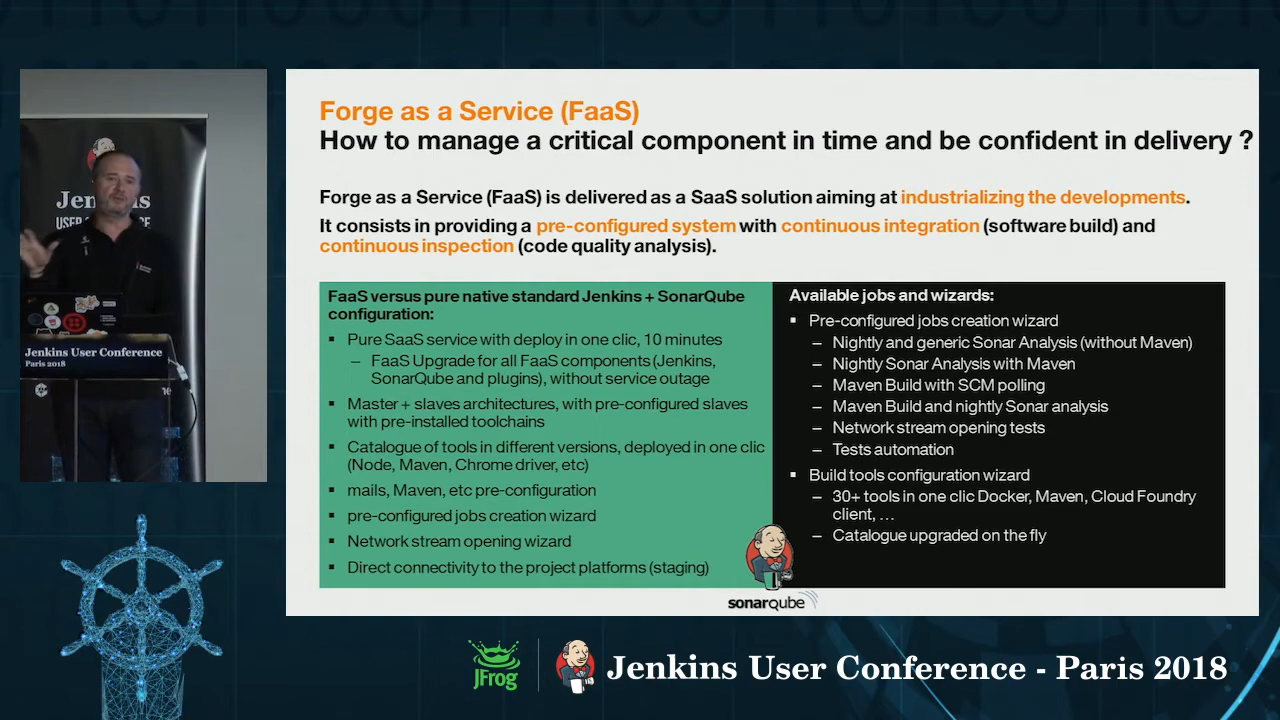 Forge as a Service (FaaS)
How to manage a critical component in time and be confident in delivery ?
Forge as a Service (FaaS) is delivered as a SaaS solution aiming at industrializing the developments.
It consists in providing a pre-configured system with continuous integration (software build) and
continuous inspection (code quality analysis).
FaaS versus pure native standard Jenkins + SonarQube
configuration:
▪ Pure SaaS service with deploy in one clic, 10 minutes
– FaaS Upgrade for all FaaS components (Jenkins,
SonarQube and plugins), without service outage
▪ Master + slaves architectures, with pre-configured slaves
with pre-installed toolchains
▪ Catalogue of tools in different versions, deployed in one clic
(Node, Maven, Chrome driver, etc)
▪ mails, Maven, etc pre-configuration
▪ pre-configured jobs creation wizard
▪ Network stream opening wizard
▪ Direct connectivity to the project platforms (staging)
Available jobs and wizards:
▪ Pre-configured jobs creation wizard
– Nightly and generic Sonar Analysis (without Maven)
– Nightly Sonar Analysis with Maven
– Maven Build with SCM polling
– Maven Build and nightly Sonar analysis
– Network stream opening tests
– Tests automation
▪ Build tools configuration wizard
– 30+ tools in one clic Docker, Maven, Cloud Foundry
client, …
– Catalogue upgraded on the fly
sonarqube
Jenkins User Conference
Paris 2018
JFrog
Jenkins User Conference - Paris 2018